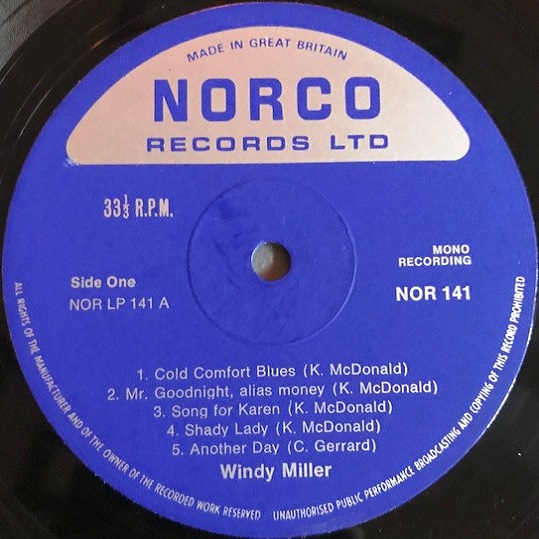 MADE IN GREAT BRITAIN
NORCO
RECORDS LTD
33⅓ R.P.M.
MONO
RECORDING
Side One
NOR LP 141 A
NOR 141
1. Cold Comfort Blues (K. McDonald)
2. Mr. Goodnight, alias money (K. McDonald)
3. Song for Karen (K. McDonald)
4. Shady Lady (K. McDonald)
5. Another Day (C. Gerrard)
Windy Miller
ALL RIGHTS OF THE MANUFACTURER AND OF THE OWNER OF THE RECORDED WORK RESERVED UNAUTHORISED PUBLIC PERFORMANCE BROADCASTING AND COPYING OF THIS RECORD PROHIBITED